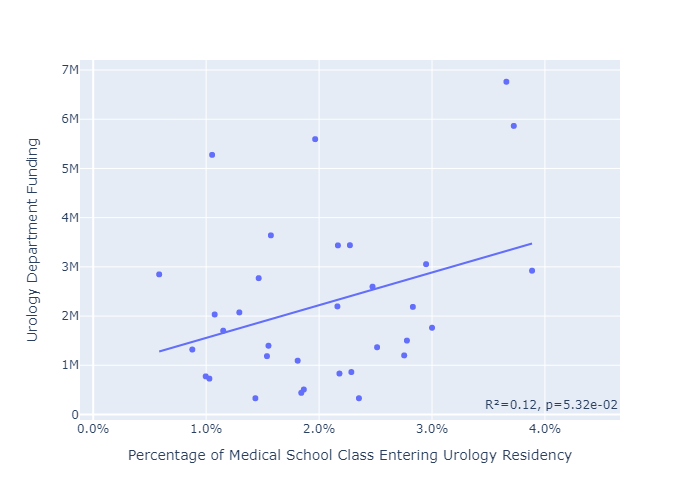 7M
6M
5M
4M
3M
2M
1M
0
Urology Department Funding
R²=0.12, p=5.32e-02
0.0%
1.0%
2.0%
3.0%
4.0%
Percentage of Medical School Class Entering Urology Residency